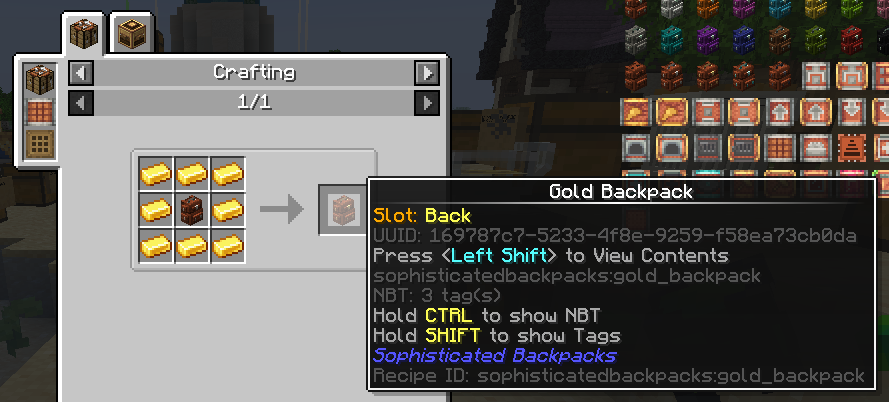 Crafting
1/1
Gold Backpack
Slot: Back
UUID: 169787c7-5233-4f8e-9259-f58ea73cb0da
Press <Left Shift> to View Contents
sophisticatedbackpacks:gold_backpack
NBT: 3 tag(s)
Hold CTRL to show NBT
Hold SHIFT to show Tags
Sophisticated Backpacks
Recipe ID: sophisticatedbackpacks:gold_backpack